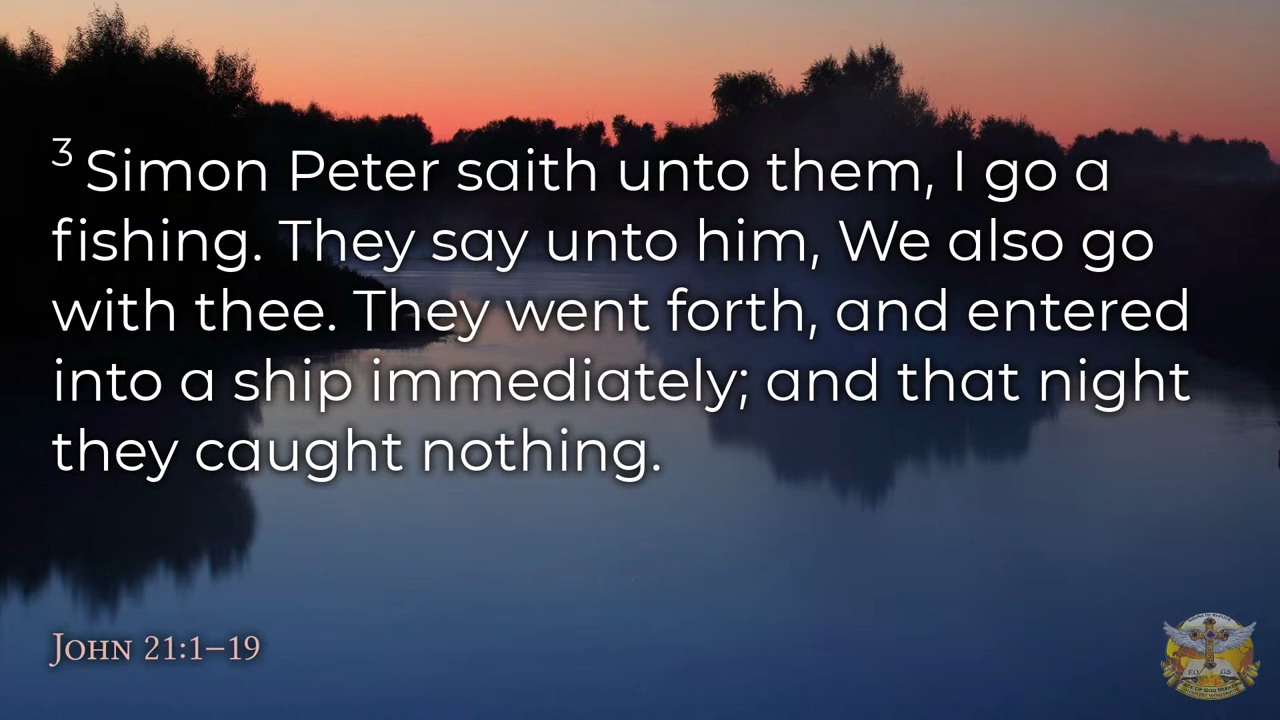 3 Simon Peter saith unto them, I go a
fishing. They say unto him, We also go
with thee. They went forth, and entered
into a ship immediately; and that night
they caught nothing.
John 21:1–19